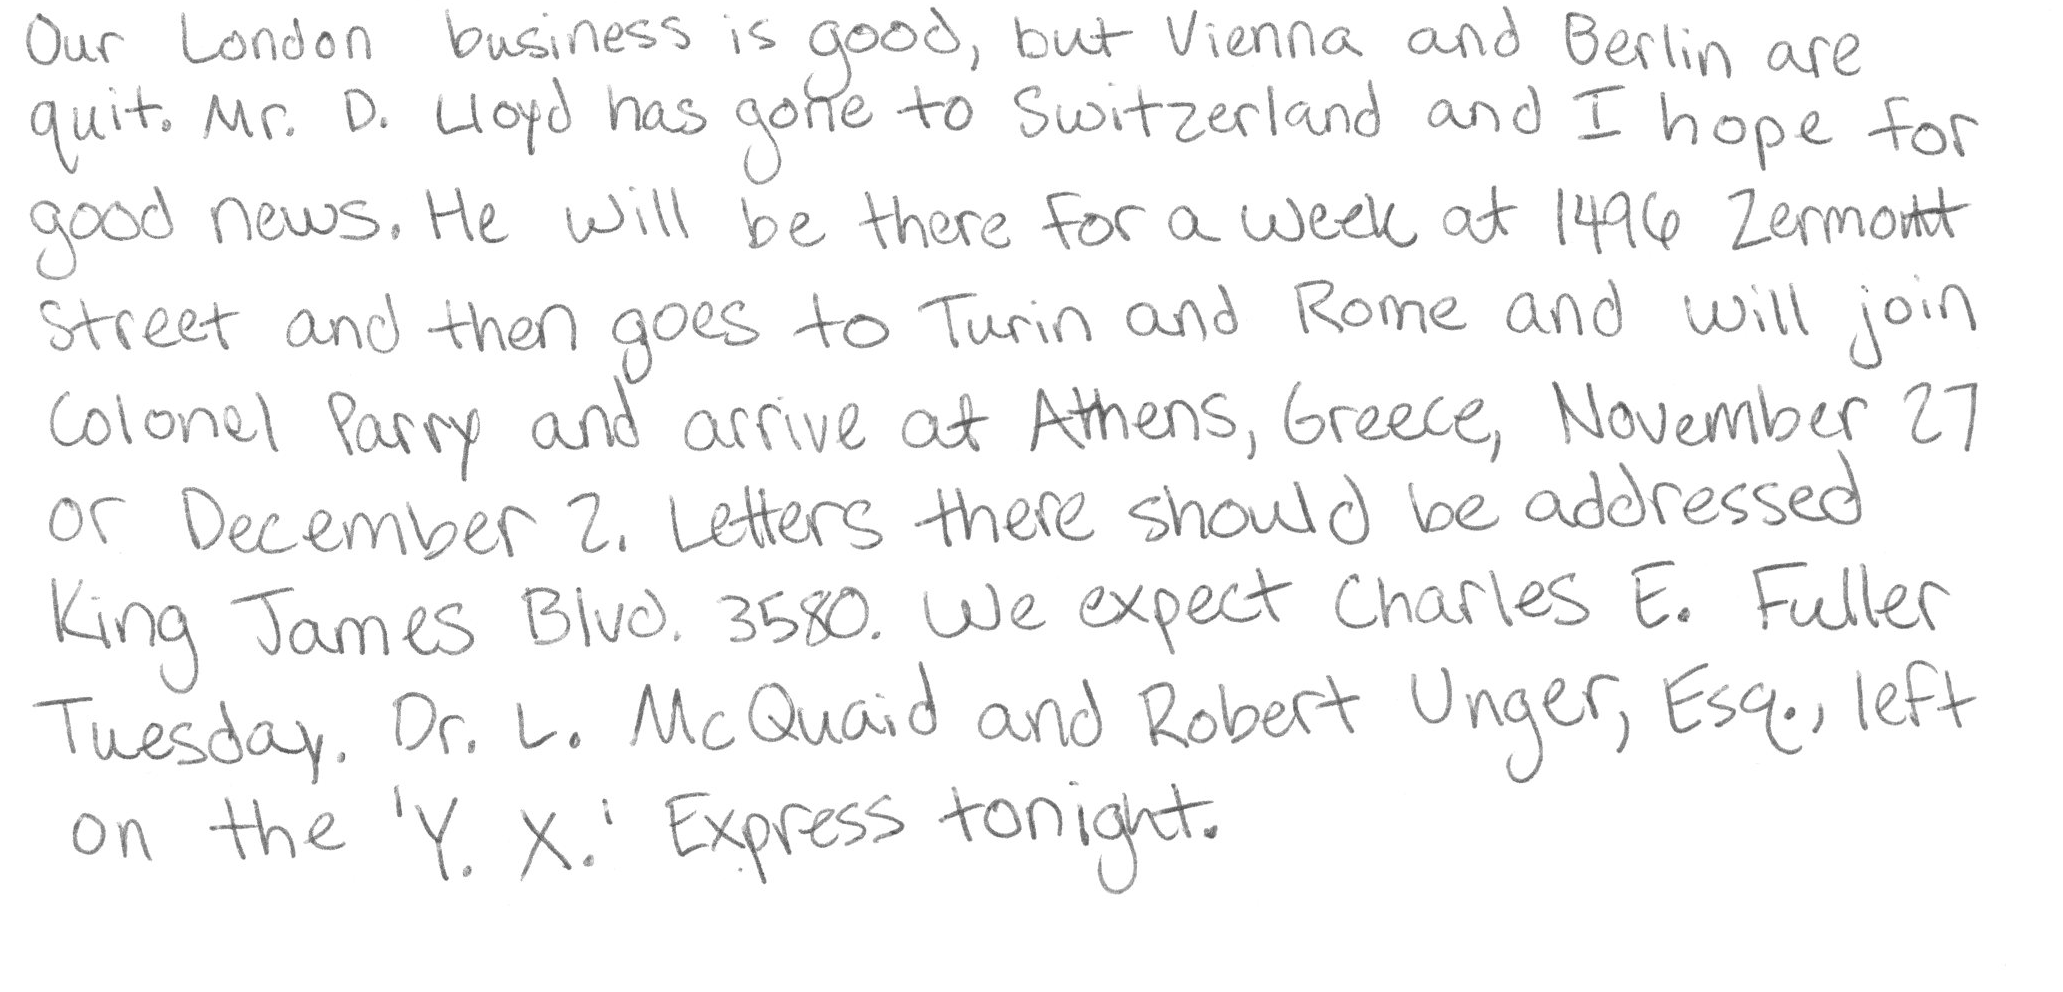 Our London business is good, but Vienna and Berlin are
quit. Mr. D. Lloyd has gone to Switzerland and I hope for
good news. He will be there for a week at 1496 Zermontt
Street and then goes to Turin and Rome and will join
Colonel Parry and arrive at Athens, Greece, November 27
or December 2. Letters there should be addressed
King James Blvd. 3580. We expect Charles E. Fuller
Tuesday. Dr. L. McQuaid and Robert Unger, Esq., left
on the 'Y. X.' Express tonight.